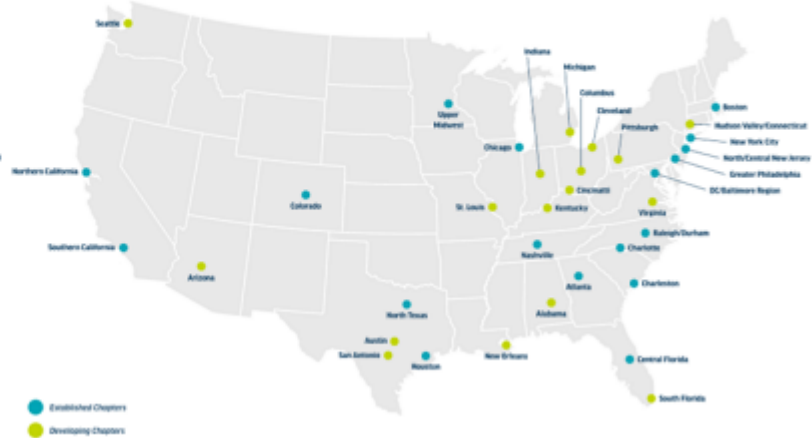 Seattle
Indiana
Michigan
Columbus
Cleveland
Pittsburgh
Upper
Midwest
Chicago
Boston
Hudson Valley/Connecticut
New York City
North/Central New Jersey
Greater Philadelphia
DC/Baltimore Region
Northern California
Colorado
St. Louis
Cincinnati
Kentucky
Virginia
Southern California
Arizona
Nashville
Raleigh/Durham
Charlotte
Atlanta
Charleston
North Texas
Alabama
Austin
San Antonio
Houston
New Orleans
Central Florida
South Florida
Established Chapters
Developing Chapters